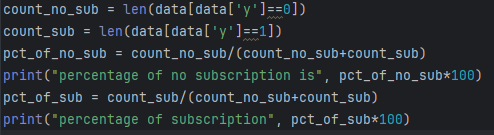 count_no_sub = len(data[data['y']==0])
count_sub = len(data[data['y']==1])
pct_of_no_sub = count_no_sub/(count_no_sub+count_sub)
print("percentage of no subscription is", pct_of_no_sub*100)
pct_of_sub = count_sub/(count_no_sub+count_sub)
print("percentage of subscription", pct_of_sub*100)